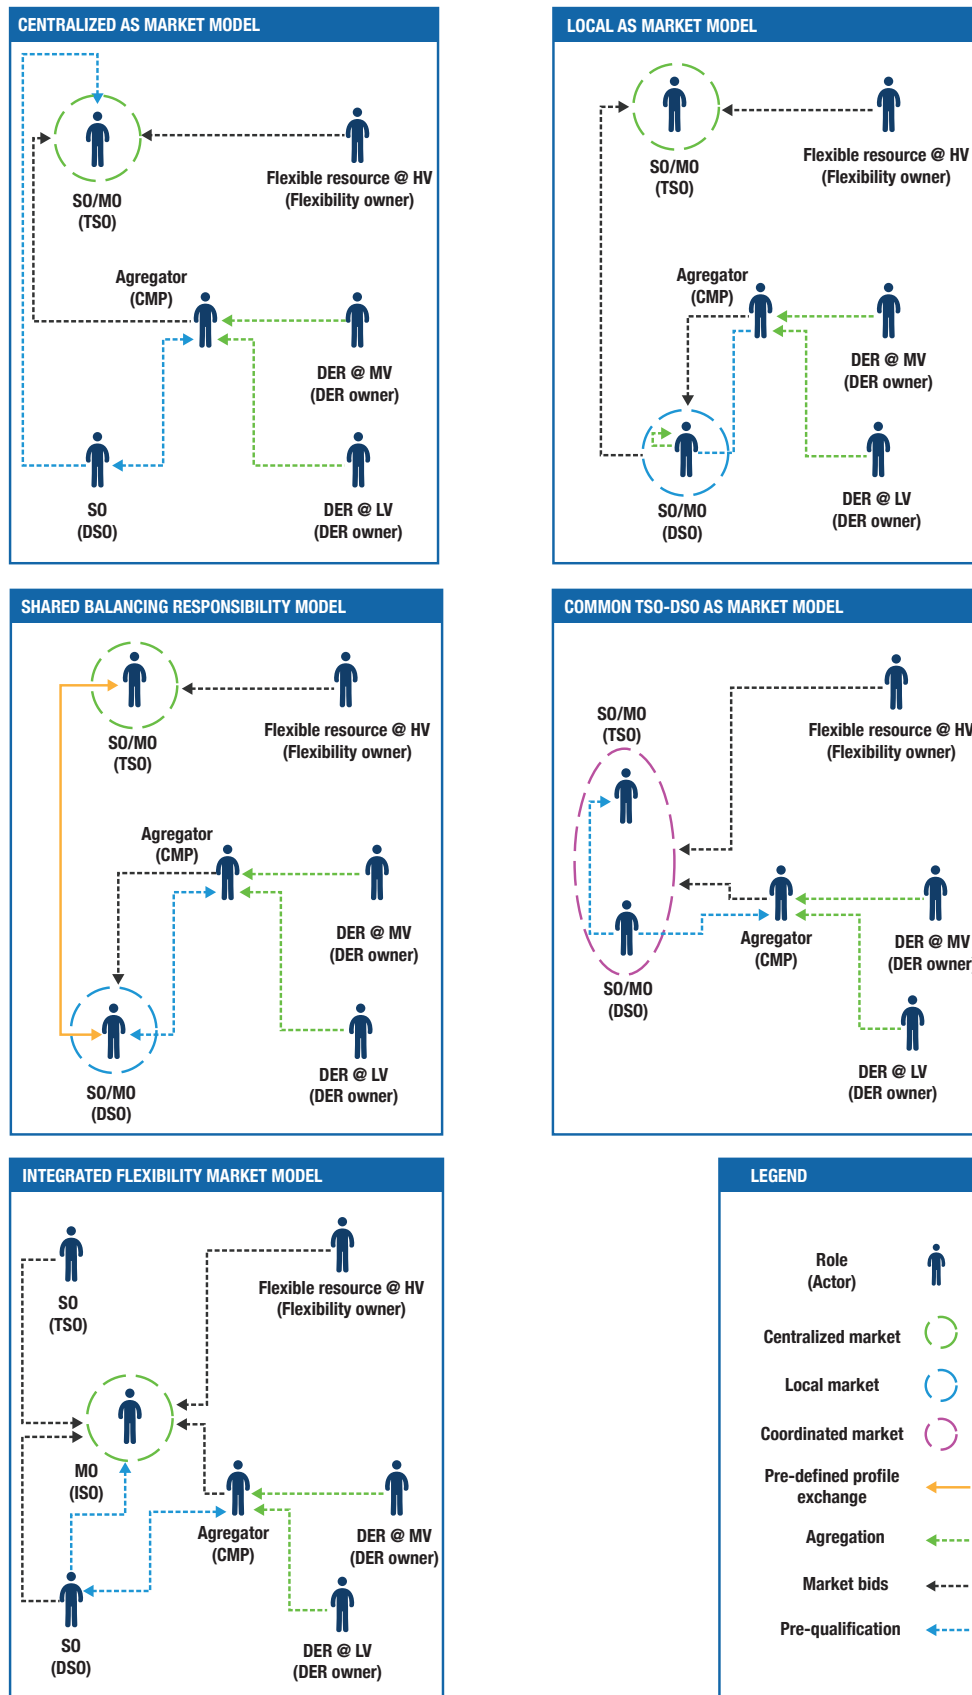 CENTRALIZED AS MARKET MODEL
SO/MO
(TSO)
Flexible resource @ HV
(Flexibility owner)
Agregator
(CMP)
DER @ MV
(DER owner)
SO
(DSO)
DER @ LV
(DER owner)
LOCAL AS MARKET MODEL
SO/MO
(TSO)
Flexible resource @ HV
(Flexibility owner)
Agregator
(CMP)
DER @ MV
(DER owner)
SO/MO
(DSO)
DER @ LV
(DER owner)
SHARED BALANCING RESPONSIBILITY MODEL
SO/MO
(TSO)
Flexible resource @ HV
(Flexibility owner)
Agregator
(CMP)
DER @ MV
(DER owner)
SO/MO
(DSO)
DER @ LV
(DER owner)
COMMON TSO-DSO AS MARKET MODEL
SO/MO
(TSO)
Flexible resource @ HV
(Flexibility owner)
Agregator
(CMP)
DER @ MV
(DER owner
SO/MO
(DSO)
DER @ LV
(DER owner)
INTEGRATED FLEXIBILITY MARKET MODEL
SO
(TSO)
Flexible resource @ HV
(Flexibility owner)
MO
(ISO)
Agregator
(CMP)
DER @ MV
(DER owner)
SO
(DSO)
DER @ LV
(DER owner)
LEGEND
Role
(Actor)
Centralized market
Local market
Coordinated market
Pre-defined profile
exchange
Agregation
Market bids
Pre-qualification